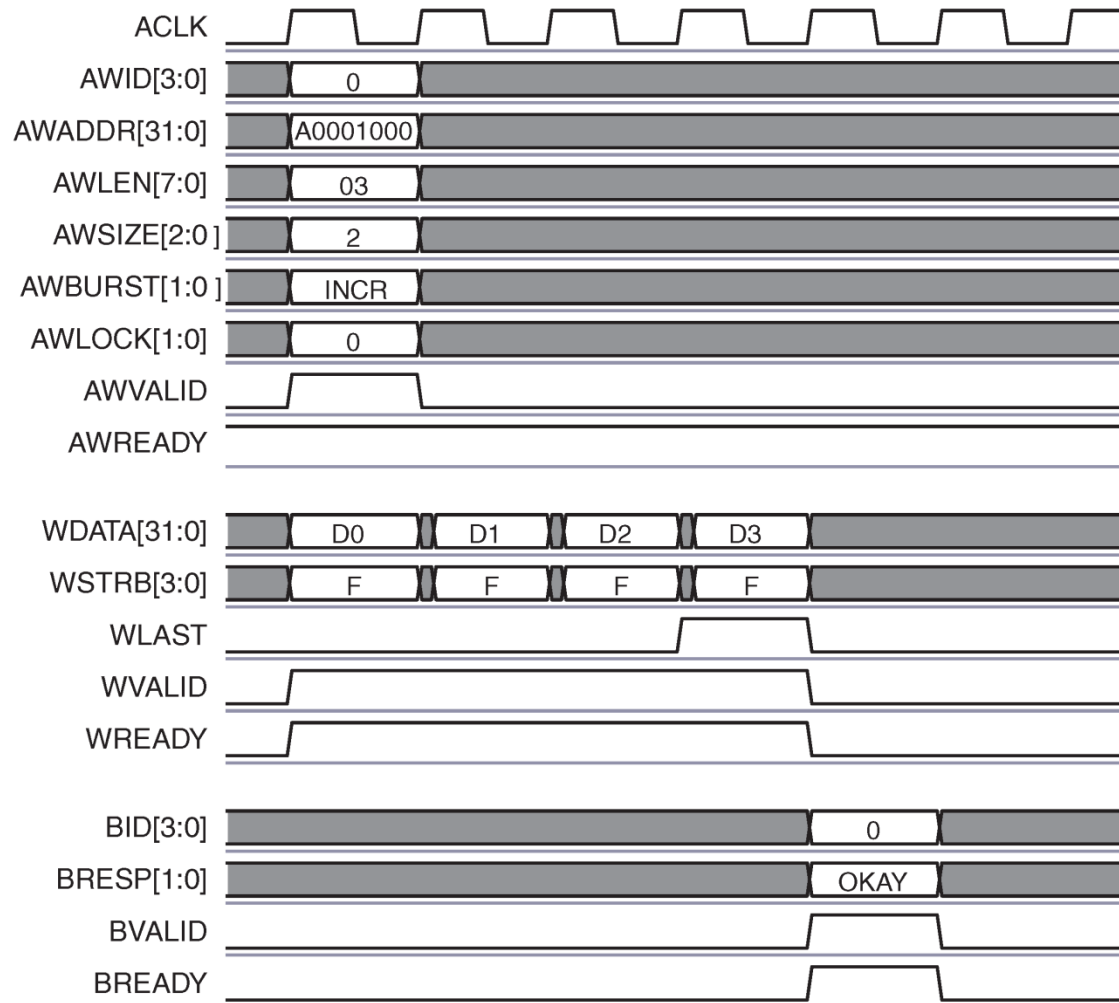 ACLK
AWID[3:0] 0
AWADDR[31:0] A0001000
AWLEN[7:0] 03
AWSIZE[2:0 ] 2
AWBURST[1:0 ] INCR
AWLOCK[1:0] 0
AWVALID
AWREADY
WDATA[31:0] D0 D1 D2 D3
WSTRB[3:0] F F F F
WLAST
WVALID
WREADY
BID[3:0] 0
BRESP[1:0] OKAY
BVALID
BREADY